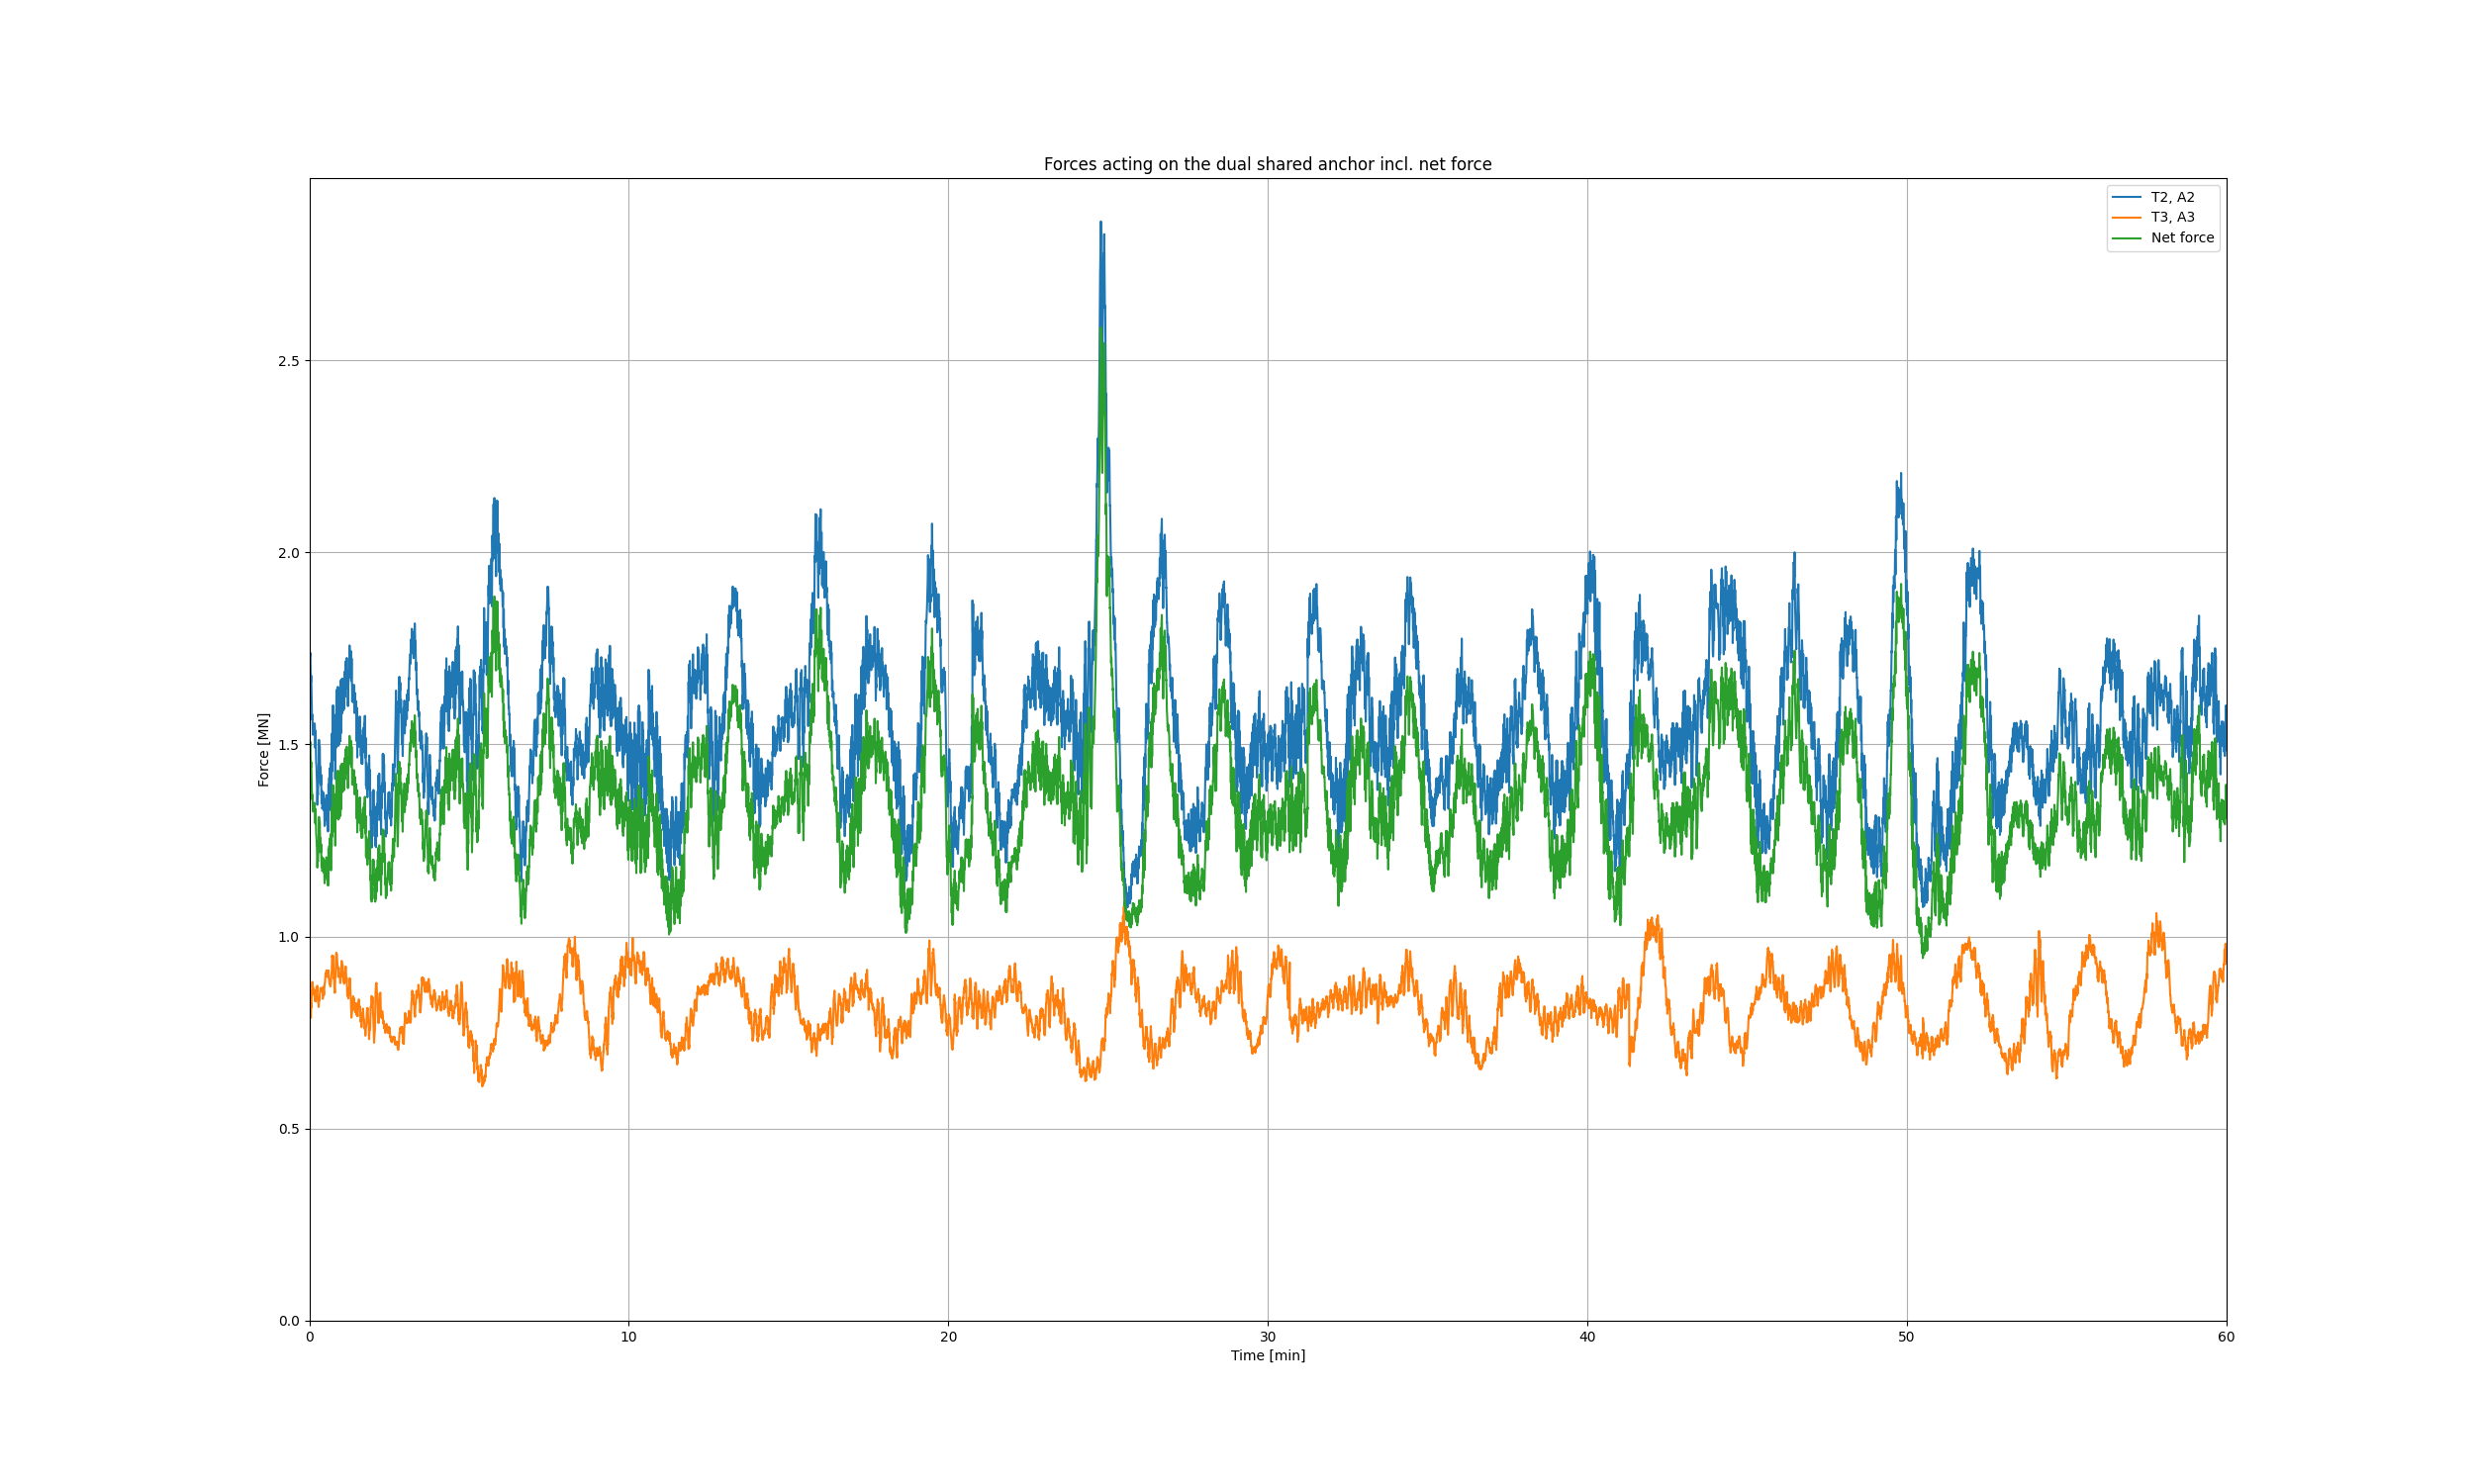 Forces acting on the dual shared anchor incl. net force
T2, A2
T3, A3
Net force
Force [MN]
2.5
2.0
1.5
1.0
0.5
0.0
0 10 20 30 40 50 60
Time [min]